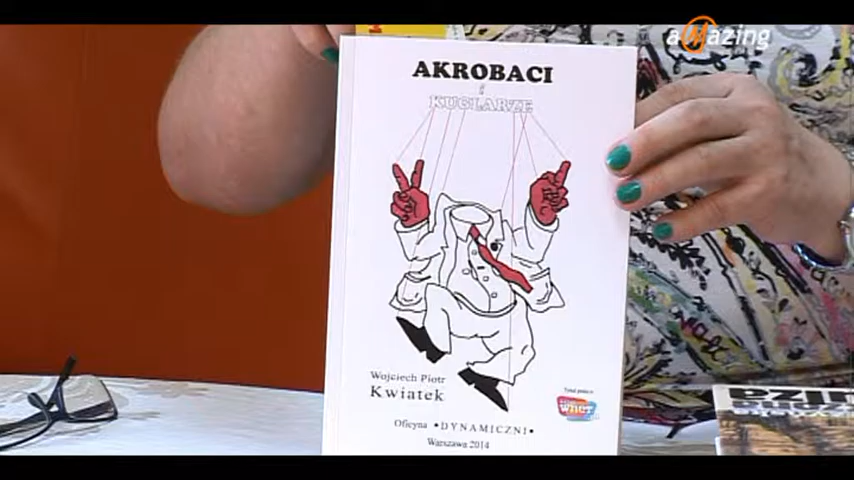 aMazing
AKROBACI
i
KUGLARZE
Wojciech Piotr
Kwiatek
Oficyna •DYNAMICZNI•
Warszawa 2014